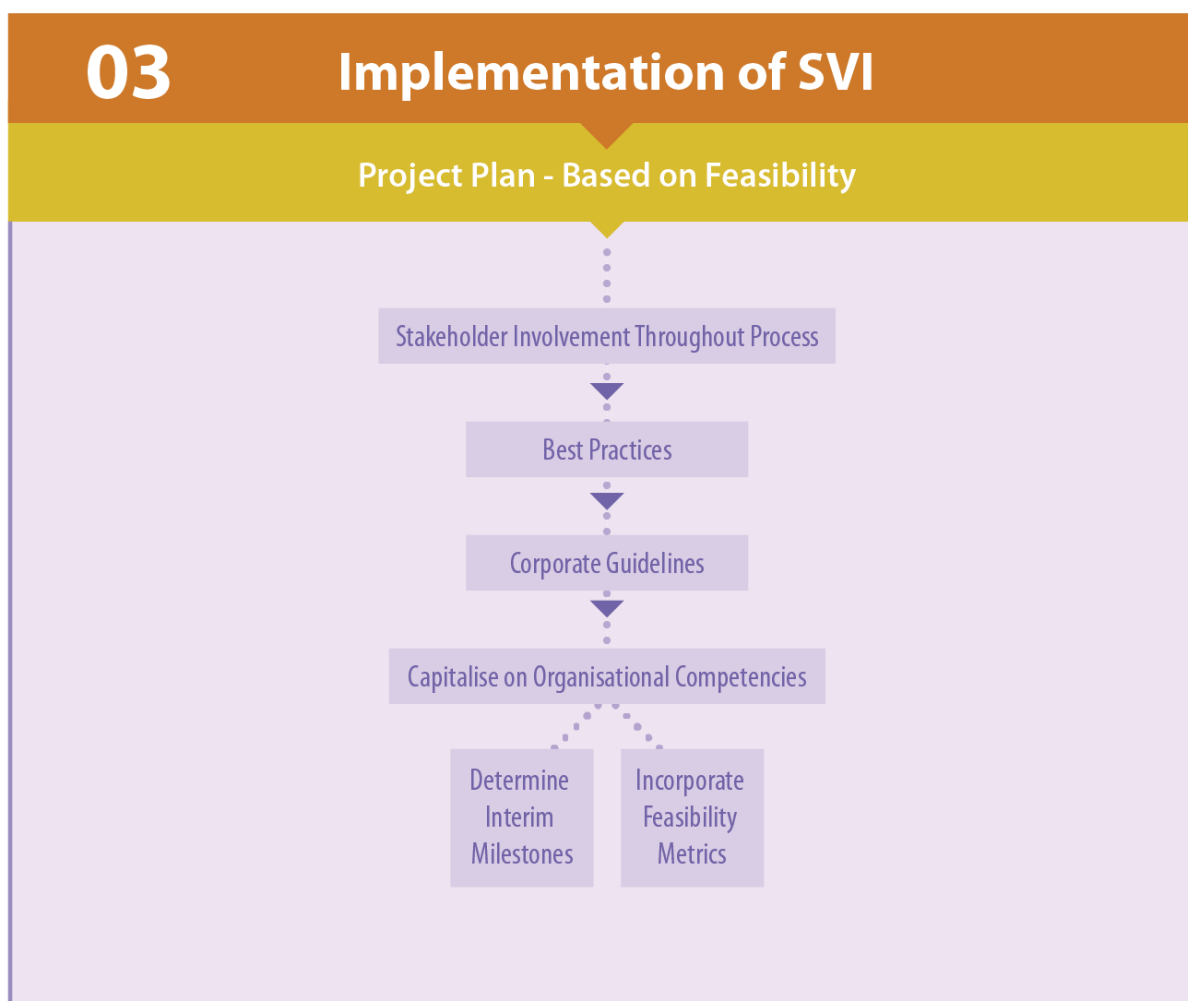 03 Implementation of SVI
Project Plan - Based on Feasibility
Stakeholder Involvement Throughout Process
Best Practices
Corporate Guidelines
Capitalise on Organisational Competencies
Determine
Interim
Milestones
Incorporate
Feasibility
Metrics